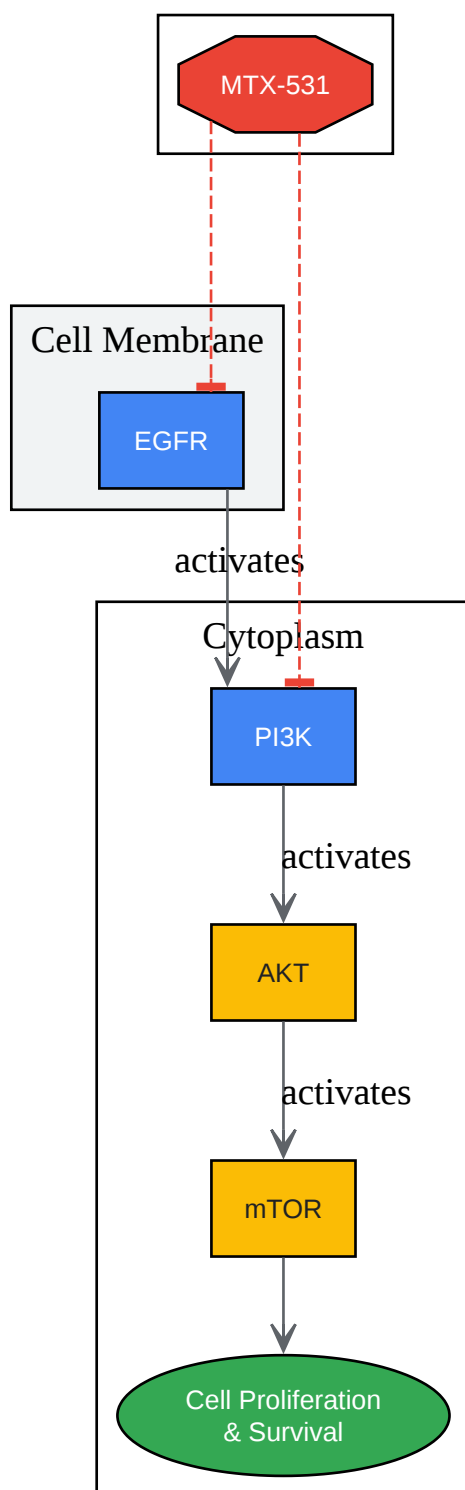 MTX-531
Cell Membrane
EGFR
activates
Cytoplasm
PI3K
activates
AKT
activates
mTOR
Cell Proliferation
& Survival